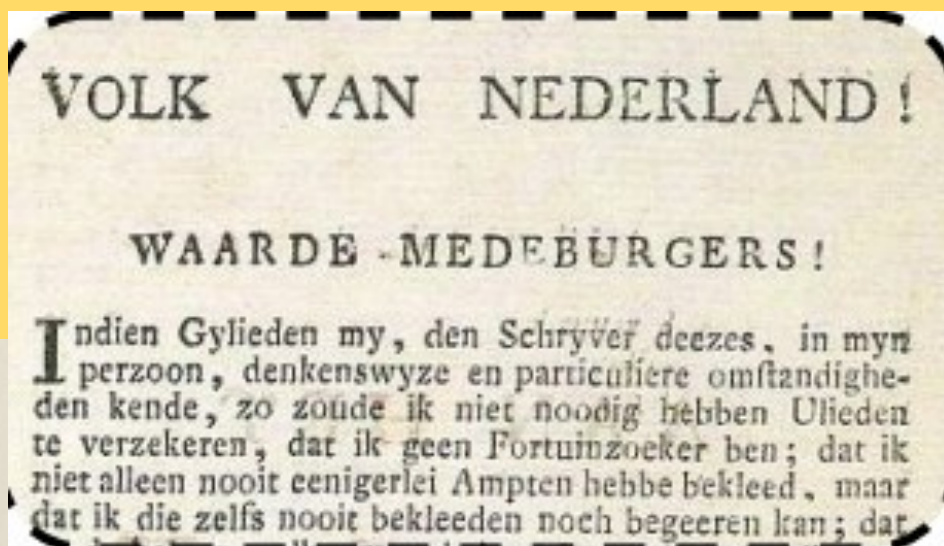 VOLK VAN NEDERLAND!
WAARDE MEDEBURGERS!
Indien Gylieden my, den Schryver deezes, in myn
perzoon, denkenswyze en particuliere omſtandighe-
den kende, zo zoude ik niet noodig hebben Ulieden
te verzekeren, dat ik geen Fortuinzoeker ben; dat ik
niet alleen nooit eenigerlei Ampten hebbe bekleed, maar
dat ik die zelfs nooit bekleeden noch begeeren kan; dat